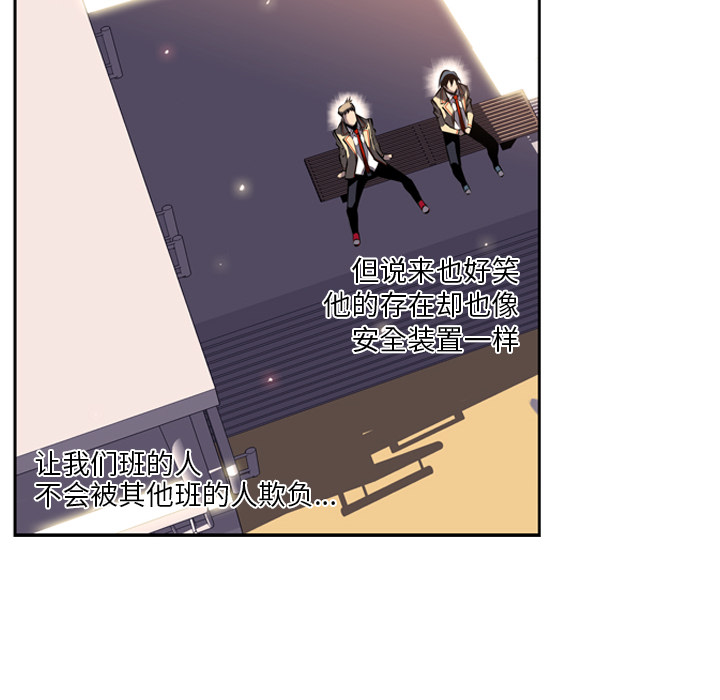 但说来也好笑
他的存在却也像
安全装置一样
让我们班的人
不会被其他班的人欺负...